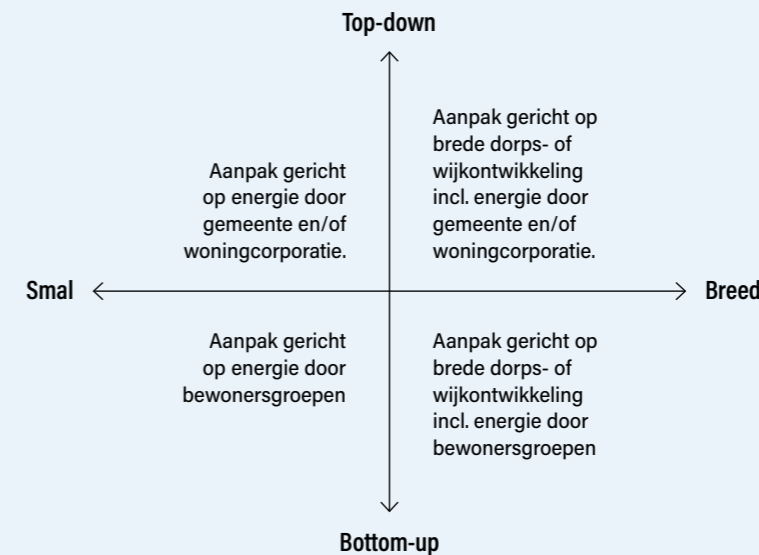 Top-down
Aanpak gericht
op energie door
gemeente en/of
woningcorporatie.
Aanpak gericht op
brede dorps- of
wijkontwikkeling
incl. energie door
gemeente en/of
woningcorporatie.
Smal
Breed
Aanpak gericht
op energie door
bewonersgroepen
Aanpak gericht op
brede dorps- of
wijkontwikkeling
incl. energie door
bewonersgroepen
Bottom-up